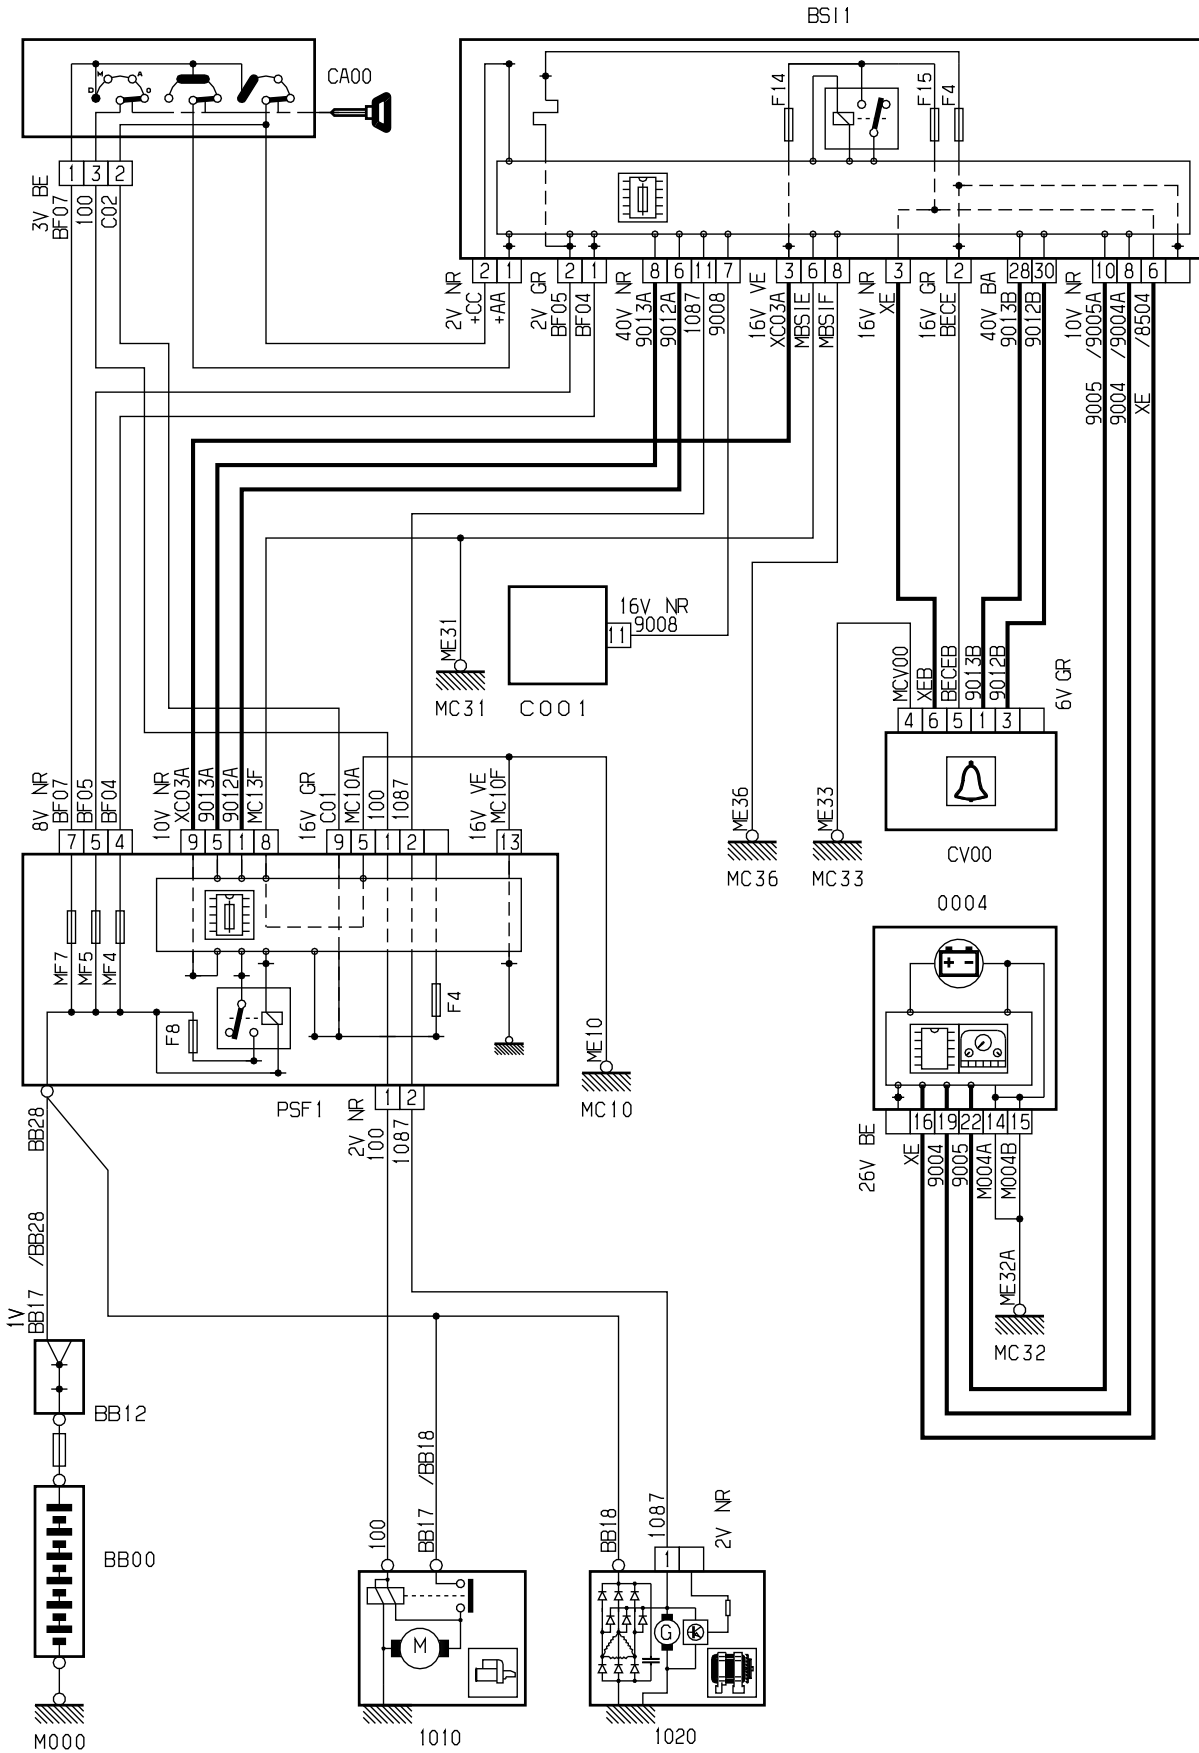 BSI1
CA00
M A
D O
F14
F15
F4
1 3 2
3V BE
BF07
100
C02
2 1
2 1
8 6 11 7
3 6 8
3
2
28 30
10 8 6
2V NR
+CC
+AA
2V GR
BF05
BF04
40V NR
9013A
9012A
1087
9008
16V VE
XC03A
MBSIE
MBSIF
16V NR
XE
16V GR
BECE
40V BA
9013B
9012B
10V NR
9005 /9005A
9004 /9004A
XE /8504
16V NR
9008
11
C001
ME31
MC31
MCV00
XEB
BECEB
9013B
9012B
6V GR
4 6 5 1 3
CV00
8V NR
BF07
BF05
BF04
10V NR
XC03A
9013A
9012A
MC13F
16V GR
C01
MC10A
100
1087
16V VE
MC10F
7 5 4
9 5 1 8
9 5 1 2
13
ME36
MC36
ME33
MC33
0004
MF7
MF5
MF4
F8
F4
PSF1
1 2
2V NR
100
1087
ME10
MC10
+ -
16 19 22 14 15
26V BE
XE
9004
9005
M004A
M004B
ME32A
MC32
BB28
1V
BB17 /BB28
BB12
BB00
M000
100
BB17 /BB18
M
1010
BB18
1087
1
2V NR
G
1020